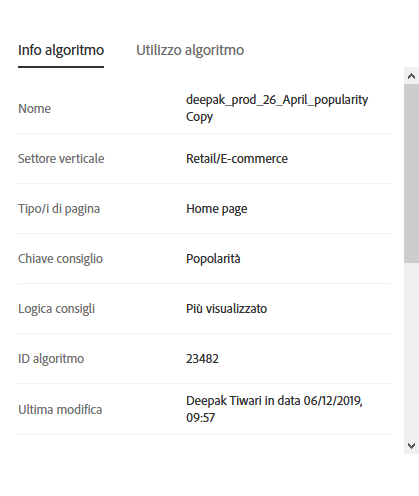 Info algoritmo Utilizzo algoritmo
Nome deepak_prod_26_April_popularity
Copy
Settore verticale Retail/E-commerce
Tipo/i di pagina Home page
Chiave consiglio Popolarità
Logica consigli Più visualizzato
ID algoritmo 23482
Ultima modifica Deepak Tiwari in data 06/12/2019,
09:57